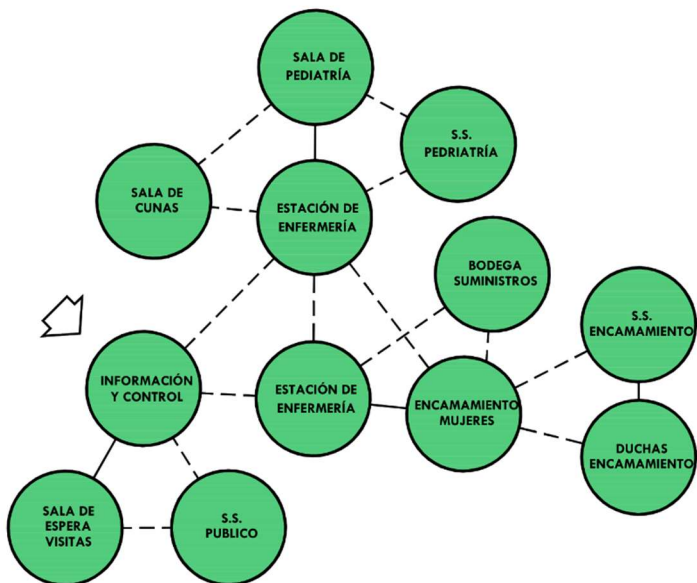 SALA DE
PEDIATRÍA
S.S.
PEDRIATRÍA
SALA DE
CUNAS
ESTACIÓN DE
ENFERMERÍA
BODEGA
SUMINISTROS
S.S.
ENCAMAMIENTO
INFORMACIÓN
Y CONTROL
ESTACIÓN DE
ENFERMERÍA
ENCAMAMIENTO
MUJERES
DUCHAS
ENCAMAMIENTO
SALA DE
ESPERA
VISITAS
S.S.
PUBLICO